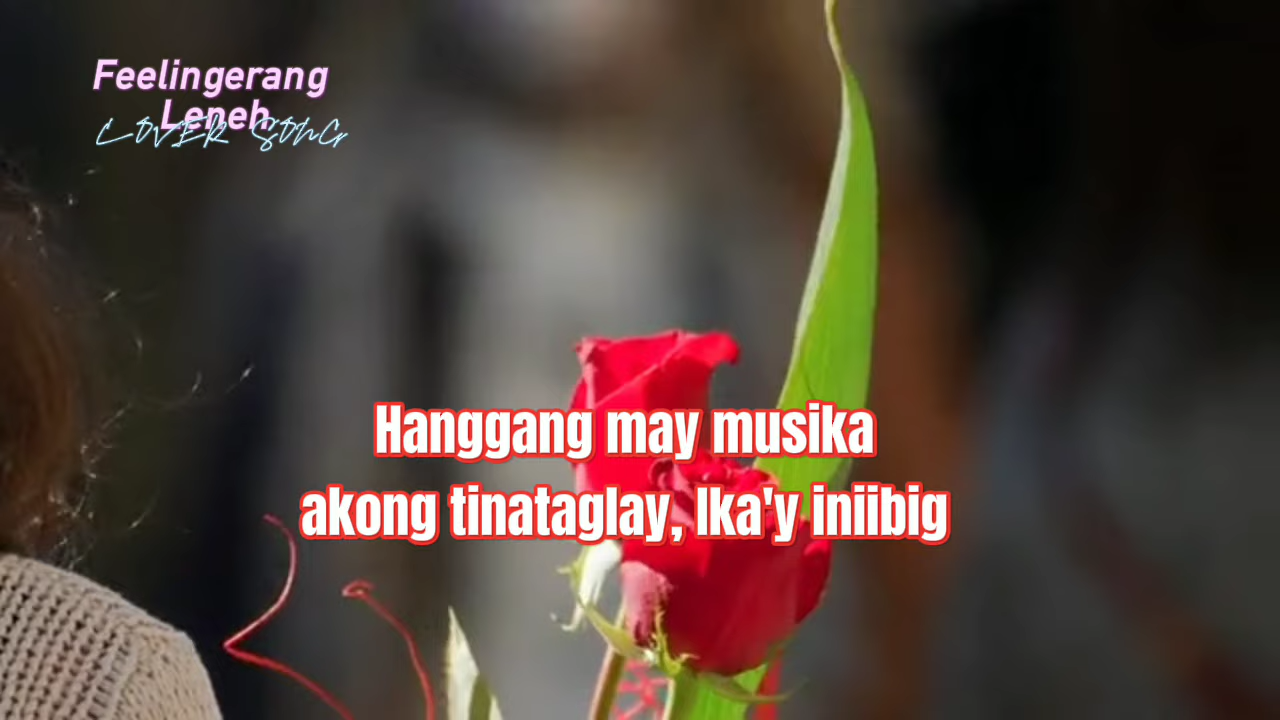 Feelingerang
Leneh
LOVER SONG
Hanggang may musika
akong tinataglay, Ika'y iniibig